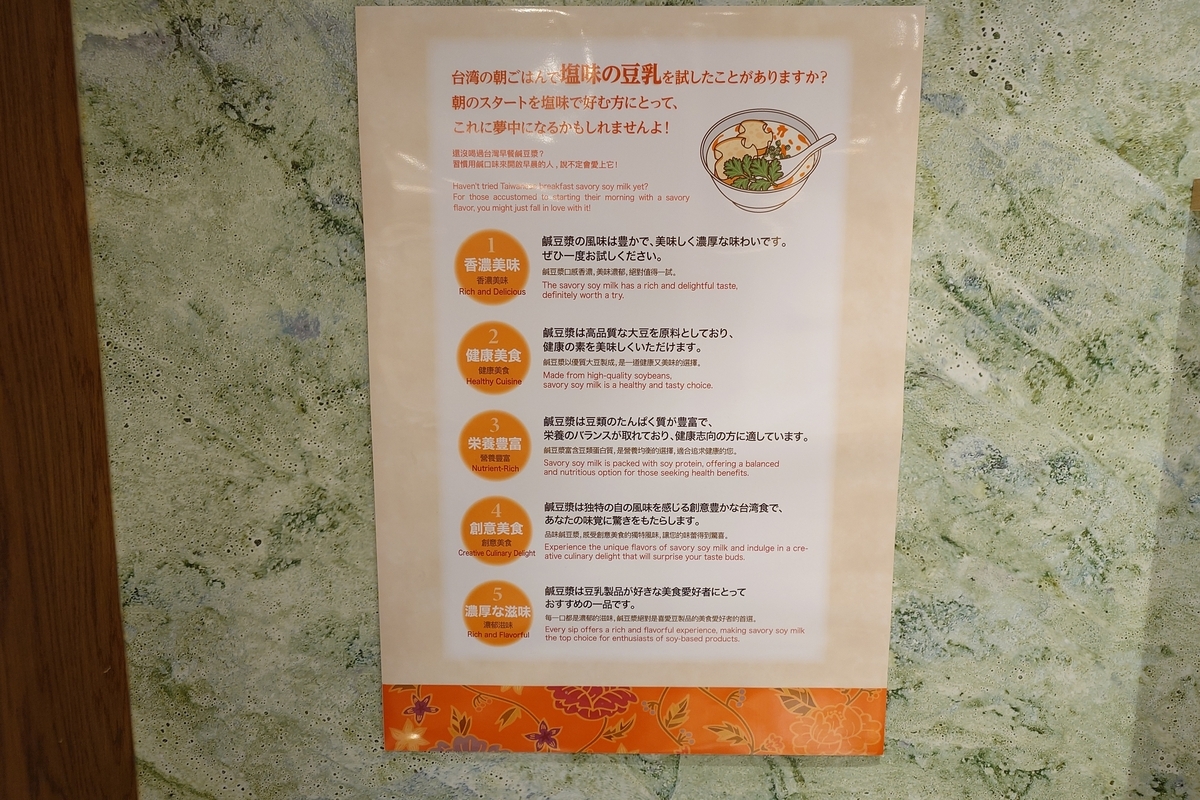 台湾の朝ごはんで塩味の豆乳を試したことがありますか?
朝のスタートを塩味で好む方にとって、
これに夢中になるかもしれませんよ!
還沒喝過台灣早餐鹹豆漿?
習慣用鹹口味來開啟早晨的人，說不定會愛上它!
Haven't tried Taiwanese breakfast savory soy milk yet?
For those accustomed to starting their morning with a savory
flavor, you might just fall in love with it!
1
香濃美味
香濃美味
Rich and Delicious
鹹豆漿の風味は豊かで、美味しく濃厚な味わいです。
ぜひ一度お試しください。
鹹豆漿口感香濃，美味濃郁，絕對值得一試。
The savory soy milk has a rich and delightful taste,
definitely worth a try.
2
健康美食
健康美食
Healthy Cuisine
鹹豆漿は高品質な大豆を原料としており、
健康の素を美味しくいただけます。
鹹豆漿以優質大豆製成，是一道健康又美味的選擇。
Made from high-quality soybeans,
savory soy milk is a healthy and tasty choice.
3
栄養豊富
營養豐富
Nutrient-Rich
鹹豆漿は豆類のたんぱく質が豊富で、
栄養のバランスが取れており、健康志向の方に適しています。
鹹豆漿富含豆類蛋白質，是營養均衡的選擇，適合追求健康的您。
Savory soy milk is packed with soy protein, offering a balanced
and nutritious option for those seeking health benefits.
4
創意美食
創意美食
Creative Culinary Delight
鹹豆漿は独特の自の風味を感じる創意豊かな台湾食で、
あなたの味覚に驚きをもたらします。
品味鹹豆漿，感受創意美食的獨特風味，讓您的味蕾得到驚喜。
Experience the unique flavors of savory soy milk and indulge in a cre-
ative culinary delight that will surprise your taste buds.
5
濃厚な滋味
濃郁滋味
Rich and Flavorful
鹹豆漿は豆乳製品が好きな美食愛好者にとって
おすすめの一品です。
每一口都是濃郁的滋味，鹹豆漿絕對是喜愛豆製品的美食愛好者的首選。
Every sip offers a rich and flavorful experience, making savory soy milk
the top choice for enthusiasts of soy-based products.